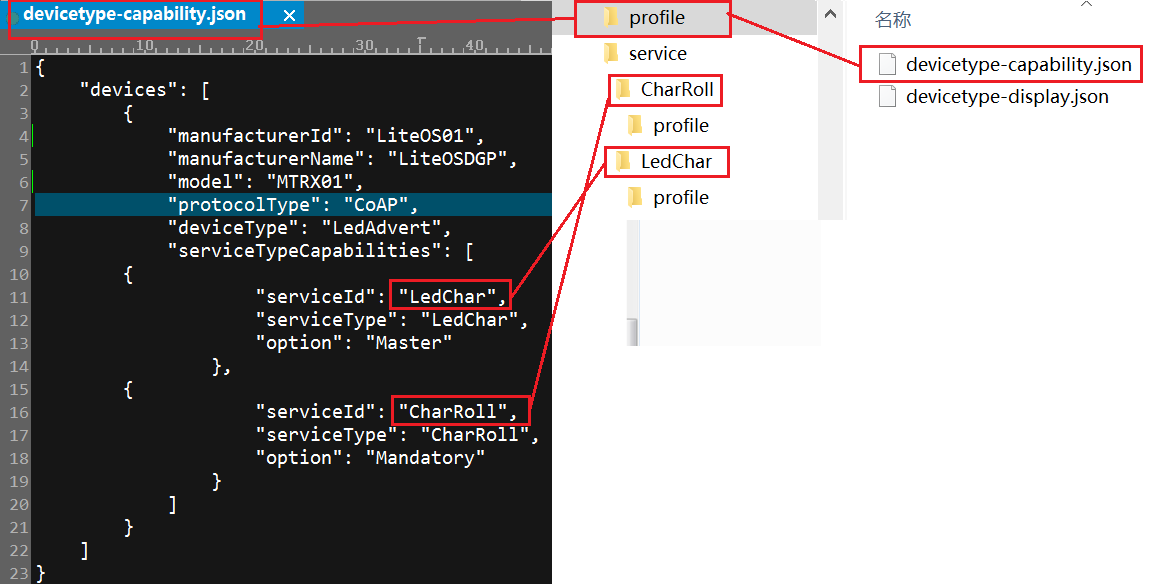 devicetype-capability.json ×
0 10 20 30 40
1 {
2 "devices": [
3 {
4 "manufacturerId": "LiteOS01",
5 "manufacturerName": "LiteOSDGP",
6 "model": "MTRX01",
7 "protocolType": "CoAP",
8 "deviceType": "LedAdvert",
9 "serviceTypeCapabilities": [
10 {
11 "serviceId": "LedChar",
12 "serviceType": "LedChar",
13 "option": "Master"
14 },
15 {
16 "serviceId": "CharRoll",
17 "serviceType": "CharRoll",
18 "option": "Mandatory"
19 }
20 ]
21 }
22 ]
23 }
profile
service
CharRoll
profile
LedChar
profile
名称
devicetype-capability.json
devicetype-display.json